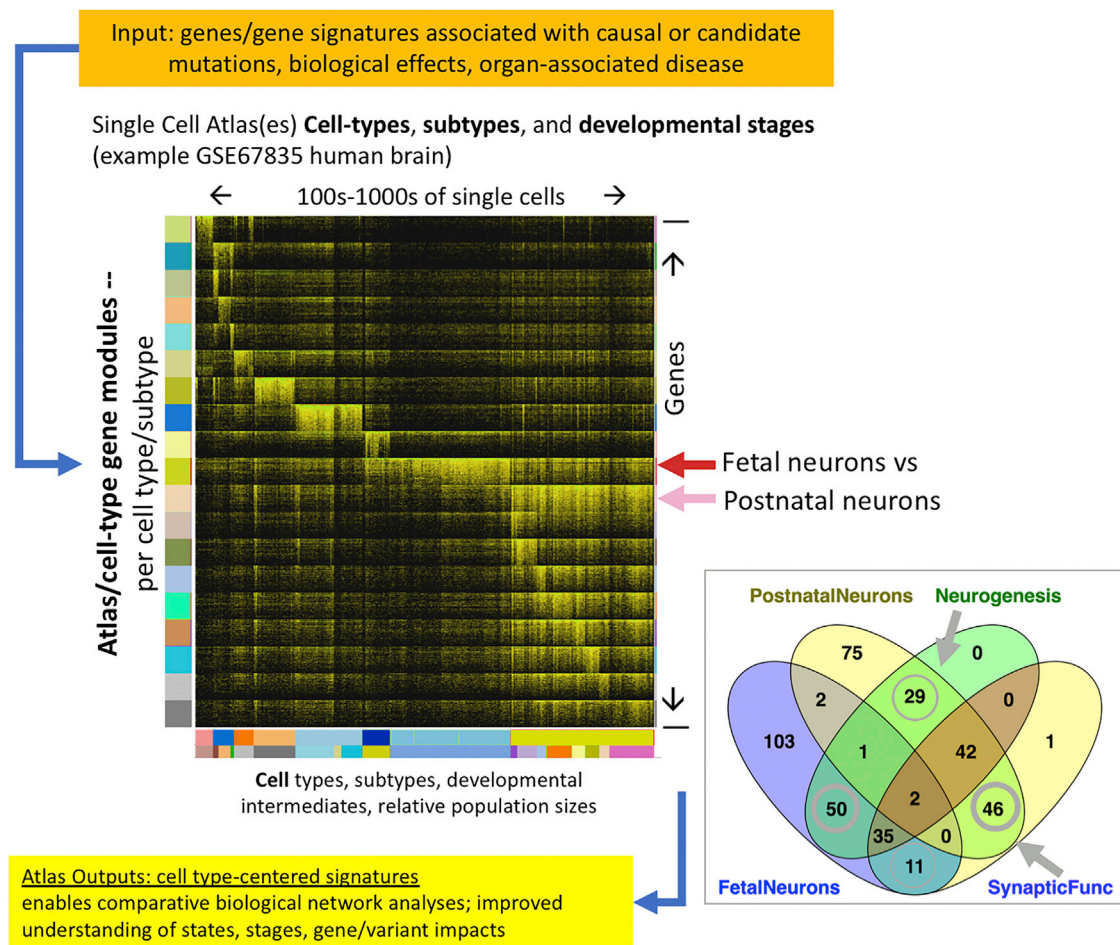 Input: genes/gene signatures associated with causal or candidate
mutations, biological effects, organ-associated disease
Single Cell Atlas(es) Cell-types, subtypes, and developmental stages
(example GSE67835 human brain)
← 100s-1000s of single cells →
Atlas/cell-type gene modules --
per cell type/subtype
Genes
Fetal neurons vs
Postnatal neurons
Cell types, subtypes, developmental
intermediates, relative population sizes
Atlas Outputs: cell type-centered signatures
enables comparative biological network analyses; improved
understanding of states, stages, gene/variant impacts
PostnatalNeurons Neurogenesis
75 0
2 29 0
103 1 42 1
2
50 46
35 0
11
FetalNeurons SynapticFunc